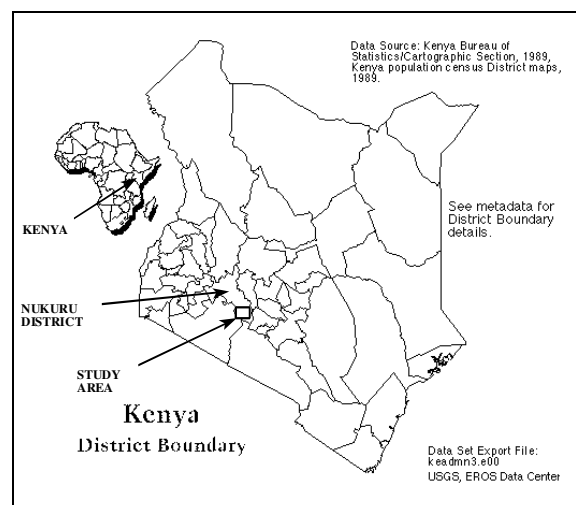 Data Source: Kenya Bureau of
Statistics/Cartographic Section, 1989,
Kenya population census District maps,
1989.
KENYA
See metadata for
District Boundary
details.
NUKURU
DISTRICT
STUDY
AREA
Kenya
District Boundary
Data Set Export File:
keadmn3.e00
USGS, EROS Data Center